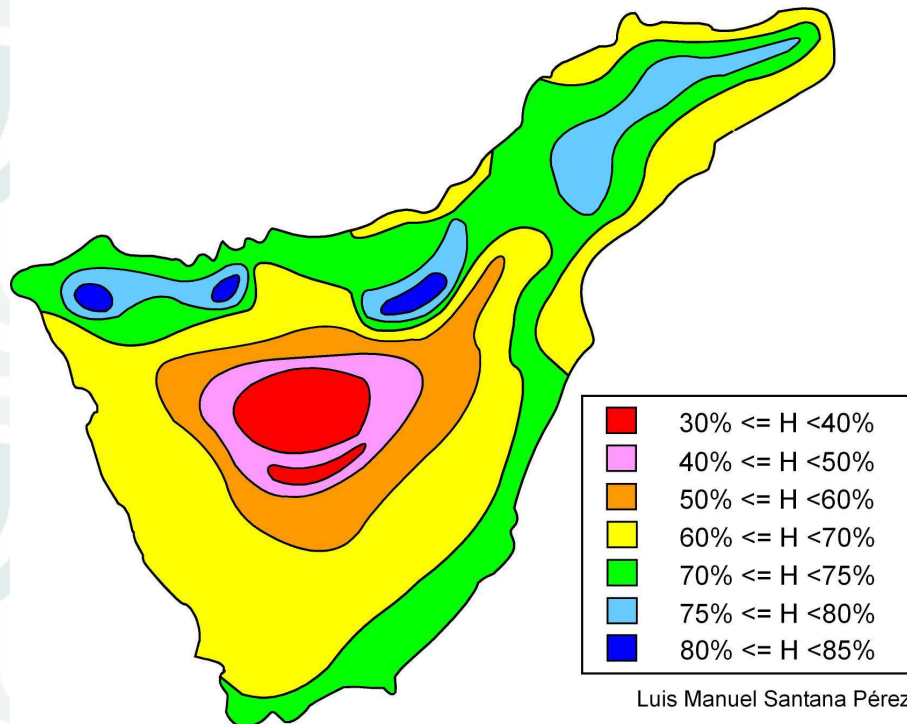 30% <= H <40%
40% <= H <50%
50% <= H <60%
60% <= H <70%
70% <= H <75%
75% <= H <80%
80% <= H <85%
Luis Manuel Santana Pérez